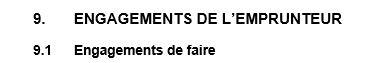 9. ENGAGEMENTS DE L’EMPRUNTEUR
9.1 Engagements de faire